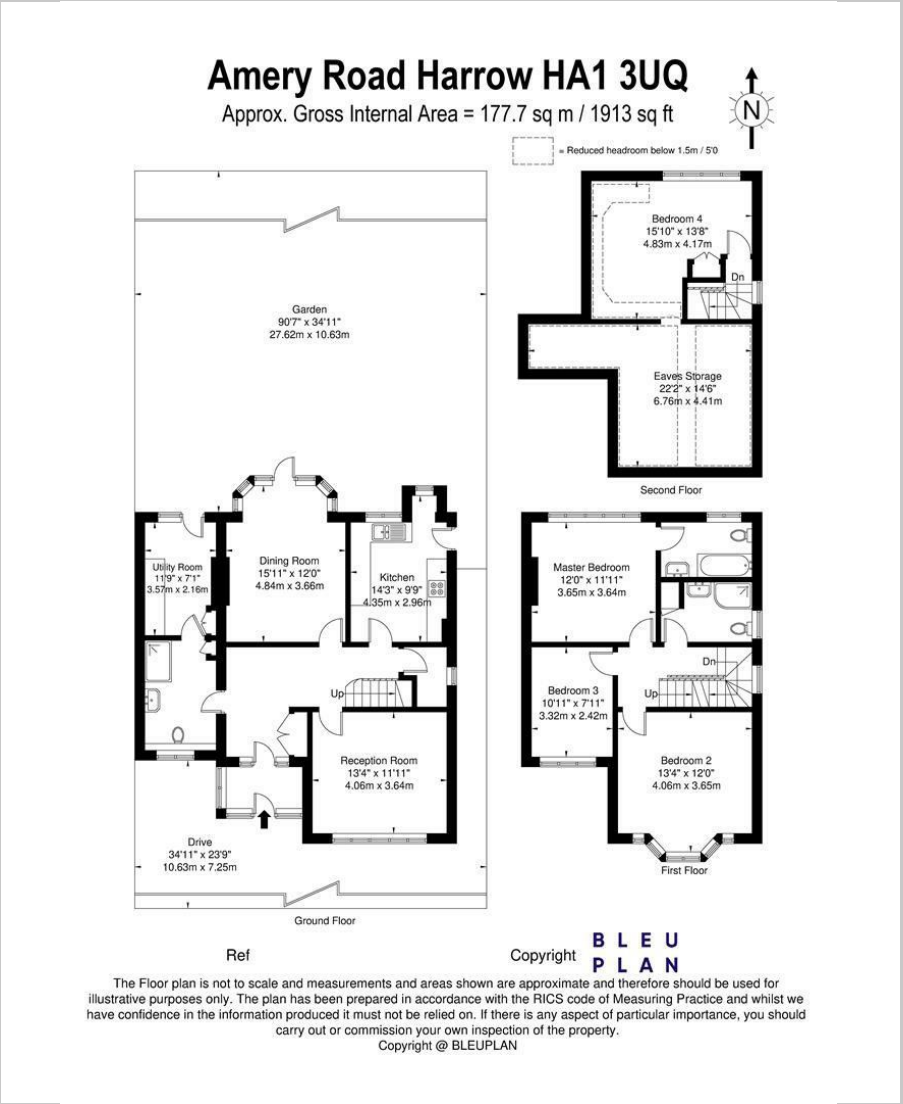 Amery Road Harrow HA1 3UQ
Approx. Gross Internal Area = 177.7 sq m / 1913 sq ft
N
= Reduced headroom below 1.5m / 5'0
Bedroom 4
15'10" x 13'8"
4.83m x 4.17m
Dn
Eaves Storage
22'2" x 14'6"
6.76m x 4.41m
Second Floor
Garden
90'7" x 34'11"
27.62m x 10.63m
Utility Room
11'9" x 7'1"
3.57m x 2.16m
Dining Room
15'11" x 12'0"
4.84m x 3.66m
Kitchen
14'3" x 9'9"
4.35m x 2.96m
Up
Reception Room
13'4" x 11'11"
4.06m x 3.64m
Drive
34'11" x 23'9"
10.63m x 7.25m
Ground Floor
Master Bedroom
12'0" x 11'11"
3.65m x 3.64m
Dn
Up
Bedroom 3
10'11" x 7'11"
3.32m x 2.42m
Bedroom 2
13'4" x 12'0"
4.06m x 3.65m
First Floor
Ref
Copyright
BLEU
PLAN
The Floor plan is not to scale and measurements and areas shown are approximate and therefore should be used for
illustrative purposes only. The plan has been prepared in accordance with the RICS code of Measuring Practice and whilst we
have confidence in the information produced it must not be relied on. If there is any aspect of particular importance, you should
carry out or commission your own inspection of the property.
Copyright @ BLEUPLAN